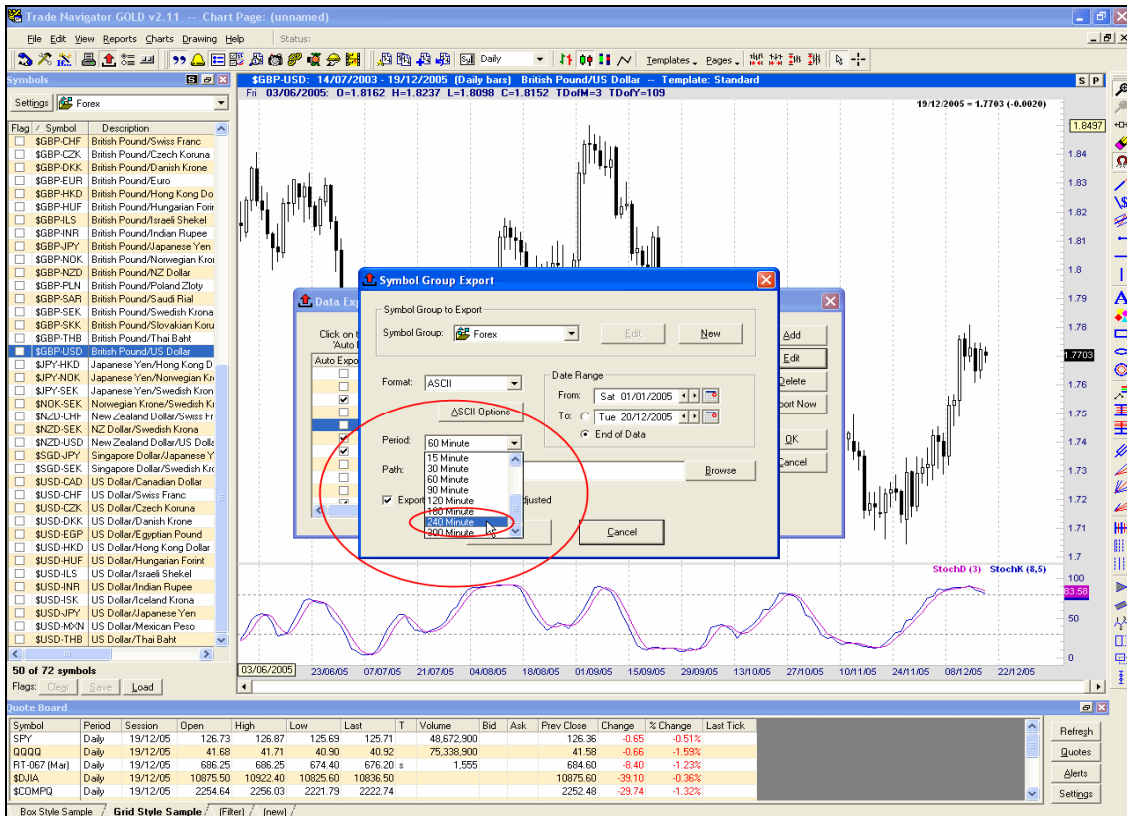 Trade Navigator GOLD v2.11 -- Chart Page: (unnamed)
File Edit View Reports Charts Drawing Help Status:
Daily Templates Pages
Symbols S
Settings Forex
Flag / Symbol Description
$GBP-CHF British Pound/Swiss Franc
$GBP-CZK British Pound/Czech Koruna
$GBP-DKK British Pound/Danish Krone
$GBP-EUR British Pound/Euro
$GBP-HKD British Pound/Hong Kong Do
$GBP-HUF British Pound/Hungarian Forir
$GBP-ILS British Pound/Israeli Shekel
$GBP-INR British Pound/Indian Rupee
$GBP-JPY British Pound/Japanese Yen
$GBP-NOK British Pound/Norwegian Kror
$GBP-NZD British Pound/NZ Dollar
$GBP-PLN British Pound/Poland Zloty
$GBP-SAR British Pound/Saudi Rial
$GBP-SEK British Pound/Swedish Krona
$GBP-SKK British Pound/Slovakian Koru
$GBP-THB British Pound/Thai Baht
$GBP-USD British Pound/US Dollar
$JPY-HKD Japanese Yen/Hong Kong D
$JPY-NOK Japanese Yen/Norwegian Kr
$JPY-SEK Japanese Yen/Swedish Kron
$NOK-SEK Norwegian Krone/Swedish K
$NZD-CHF New Zealand Dollar/Swiss Fr
$NZD-SEK NZ Dollar/Swedish Krona
$NZD-USD New Zealand Dollar/US Dolla
$SGD-JPY Singapore Dollar/Japanese Y
$SGD-SEK Singapore Dollar/Swedish Kr
$USD-CAD US Dollar/Canadian Dollar
$USD-CHF US Dollar/Swiss Franc
$USD-CZK US Dollar/Czech Koruna
$USD-DKK US Dollar/Danish Krone
$USD-EGP US Dollar/Egyptian Pound
$USD-HKD US Dollar/Hong Kong Dollar
$USD-HUF US Dollar/Hungarian Forint
$USD-ILS US Dollar/Israeli Shekel
$USD-INR US Dollar/Indian Rupee
$USD-ISK US Dollar/Iceland Krona
$USD-JPY US Dollar/Japanese Yen
$USD-MXN US Dollar/Mexican Peso
$USD-THB US Dollar/Thai Baht
50 of 72 symbols
Flags: Clear Save Load
$GBP-USD: 14/07/2003 - 19/12/2005 (Daily bars) British Pound/US Dollar -- Template: Standard S P
Fri 03/06/2005: O=1.8162 H=1.8237 L=1.8098 C=1.8152 TDofM=3 TDofY=109
19/12/2005 = 1.7703 (-0.0020)
1.8497
1.84
1.83
1.82
1.81
1.8
1.79
1.78
1.7703
1.76
1.75
1.74
1.73
1.72
1.71
1.7
Data Exp
Click on t
'Auto
Auto Expo
Add
Edit
Delete
port Now
OK
Cancel
Symbol Group Export
Symbol Group to Export
Symbol Group: Forex Edit New
Format: ASCII
ASCII Options
Date Range
From: Sat 01/01/2005
To: Tue 20/12/2005
End of Data
Period: 60 Minute
15 Minute
30 Minute
60 Minute
90 Minute
120 Minute
180 Minute
240 Minute
300 Minute
Path: Browse
Export djusted
Cancel
StochD (3) StochK (8,5)
100
83.58
50
0
03/06/2005 23/06/05 07/07/05 21/07/05 04/08/05 18/08/05 01/09/05 15/09/05 29/09/05 13/10/05 27/10/05 10/11/05 24/11/05 08/12/05 22/12/05
Quote Board
Symbol Period Session Open High Low Last T Volume Bid Ask Prev Close Change % Change Last Tick
SPY Daily 19/12/05 126.73 126.87 125.69 125.71 48,672,900 126.36 -0.65 -0.51%
QQQQ Daily 19/12/05 41.68 41.71 40.90 40.92 75,338,900 41.58 -0.66 -1.59%
RT-067 (Mar) Daily 19/12/05 686.25 686.25 674.40 676.20 s 1,555 684.60 -8.40 -1.23%
$DJIA Daily 19/12/05 10875.50 10922.40 10825.60 10836.50 10875.60 -39.10 -0.36%
$COMPQ Daily 19/12/05 2254.64 2256.03 2221.79 2222.74 2252.48 -29.74 -1.32%
Refresh
Quotes
Alerts
Settings
Box Style Sample / Grid Style Sample / (Filter) / (new) /